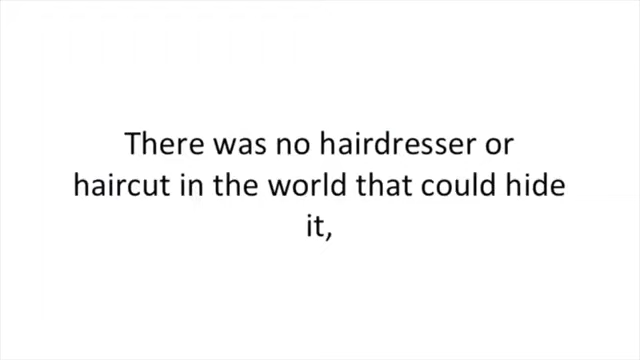 There was no hairdresser or
haircut in the world that could hide
it,